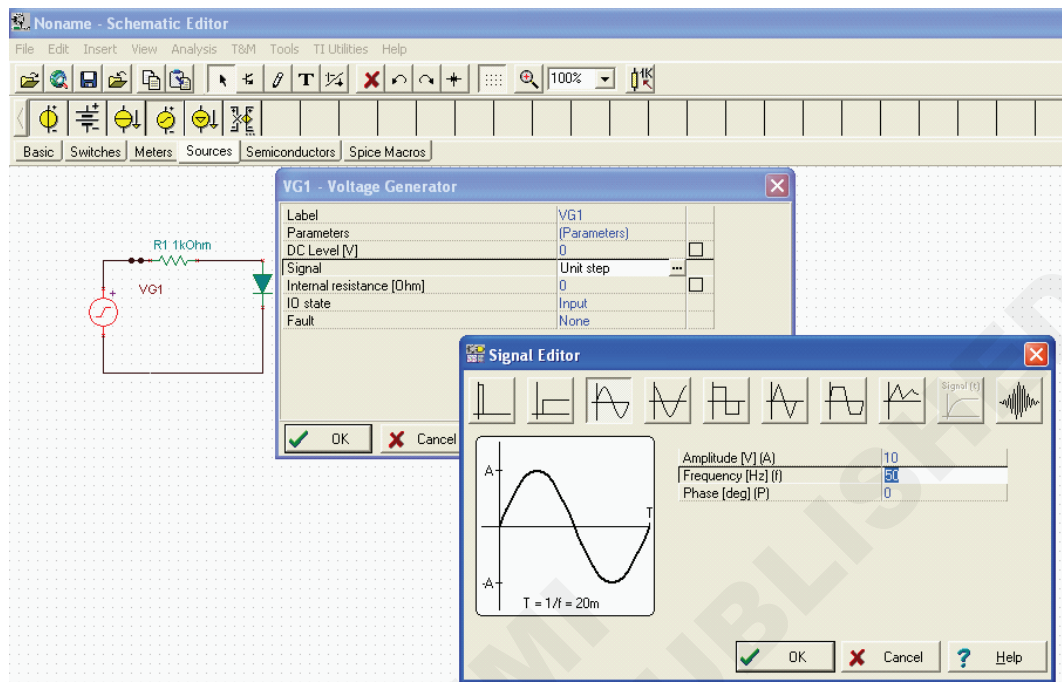 Noname - Schematic Editor
File Edit Insert View Analysis T&M Tools TI Utilities Help
T 100% 1K
Basic Switches Meters Sources Semiconductors Spice Macros
VG1 - Voltage Generator
Label VG1
Parameters (Parameters)
DC Level [V] 0
Signal Unit step ...
Internal resistance [Ohm] 0
IO state Input
Fault None
OK Cancel
R1 1kOhm
VG1
+
Signal Editor
Signal (t)
Amplitude [V] (A) 10
Frequency [Hz] (f) 50
Phase [deg] (P) 0
A
T
-A
T = 1/f = 20m
OK Cancel ? Help
UBLISHED